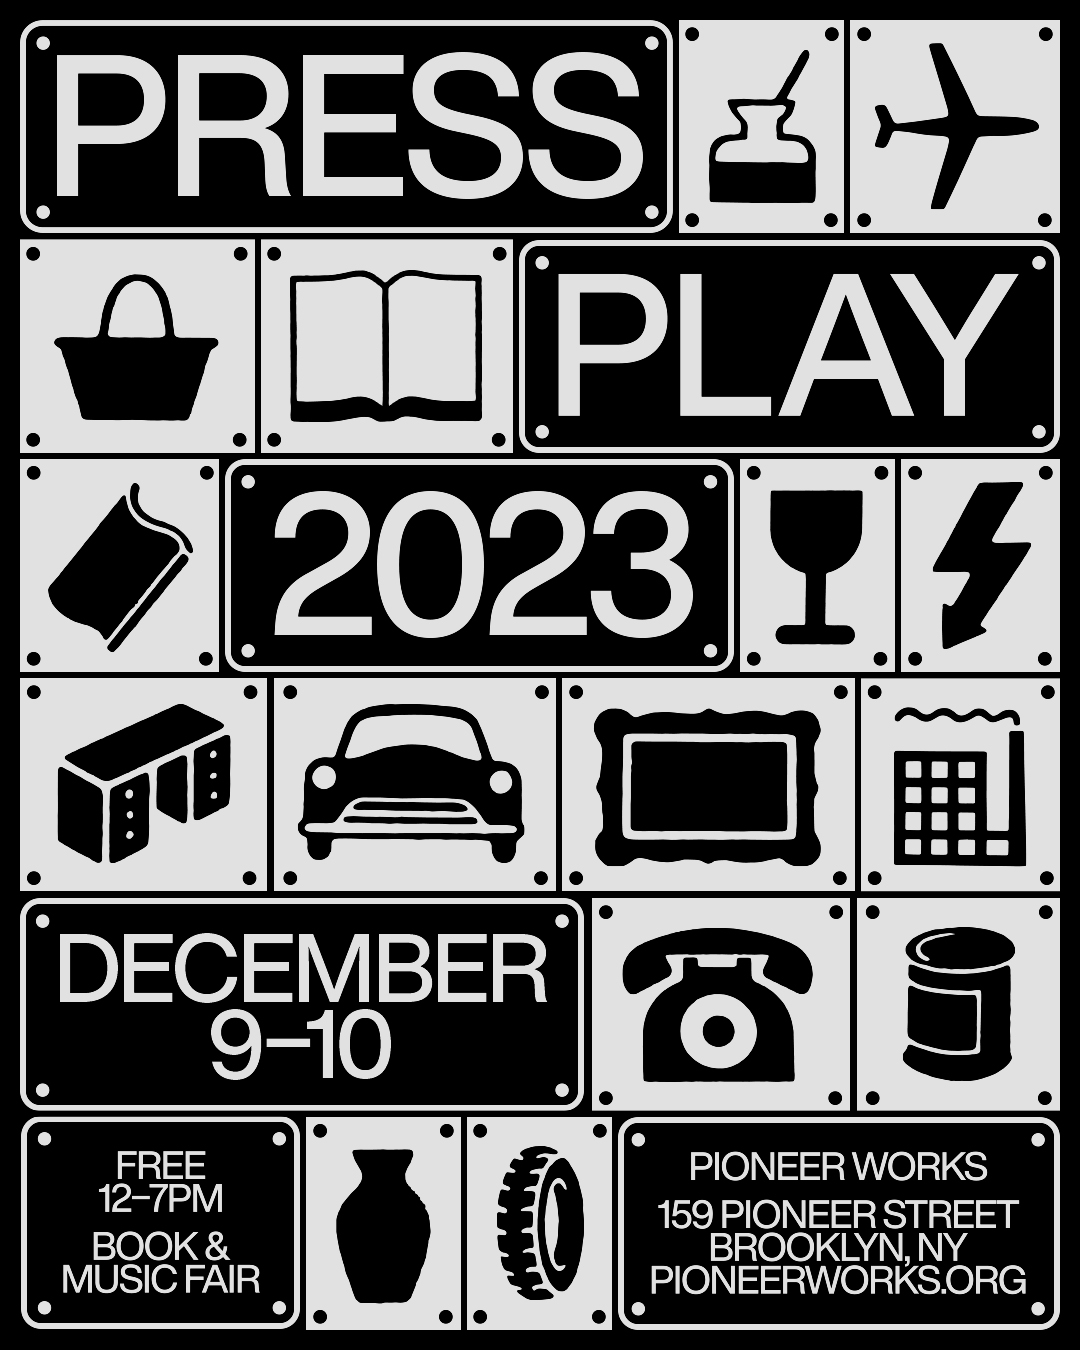 PRESS
PLAY
2023
DECEMBER
9–10
FREE
12–7PM
BOOK &
MUSIC FAIR
PIONEER WORKS
159 PIONEER STREET
BROOKLYN, NY
PIONEERWORKS.ORG